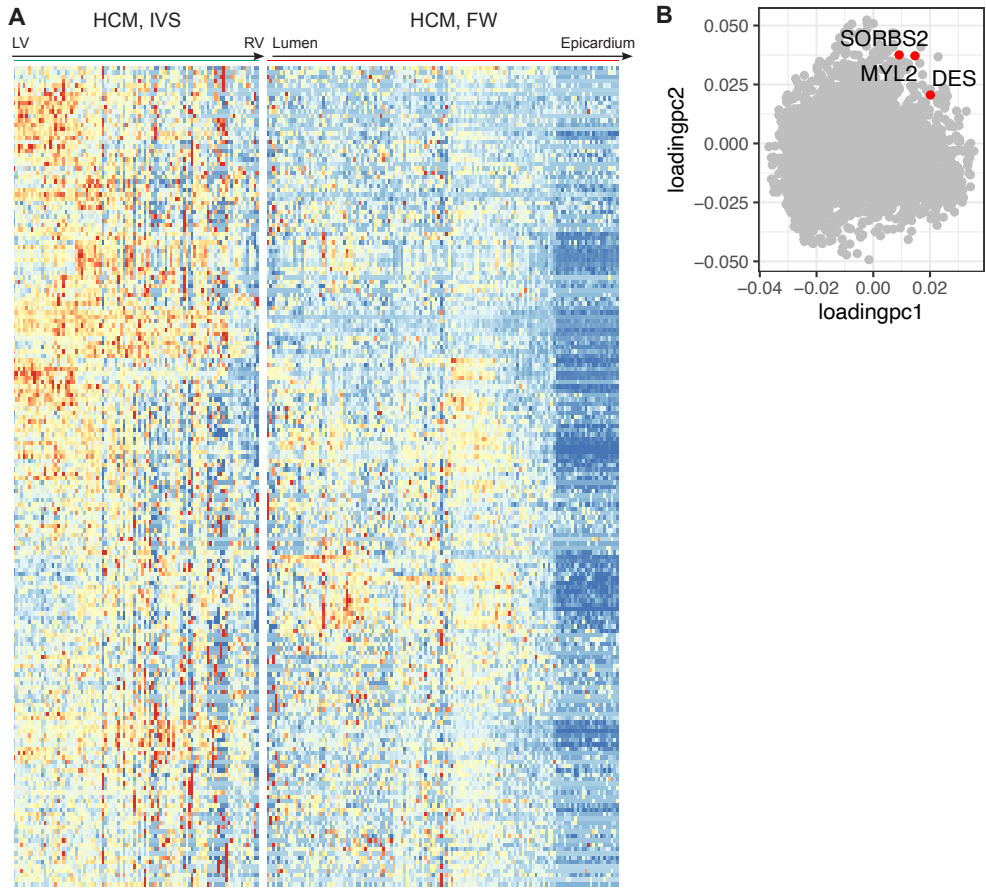 A
HCM, IVS
HCM, FW
LV
RV
Lumen
Epicardium
B
0.050
0.025
0.000
−0.025
−0.050
loadingpc2
SORBS2
MYL2
DES
−0.04
−0.02
0.00
0.02
loadingpc1